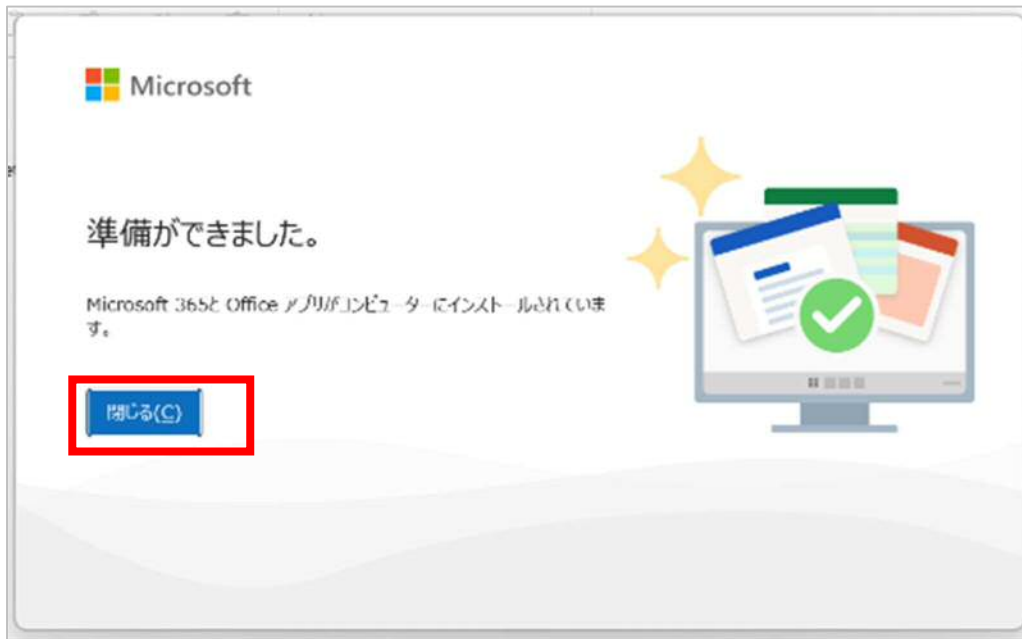 Microsoft
準備ができました。
Microsoft 365と Office アプリがコンピューターにインストールされていま
す。
閉じる(C)